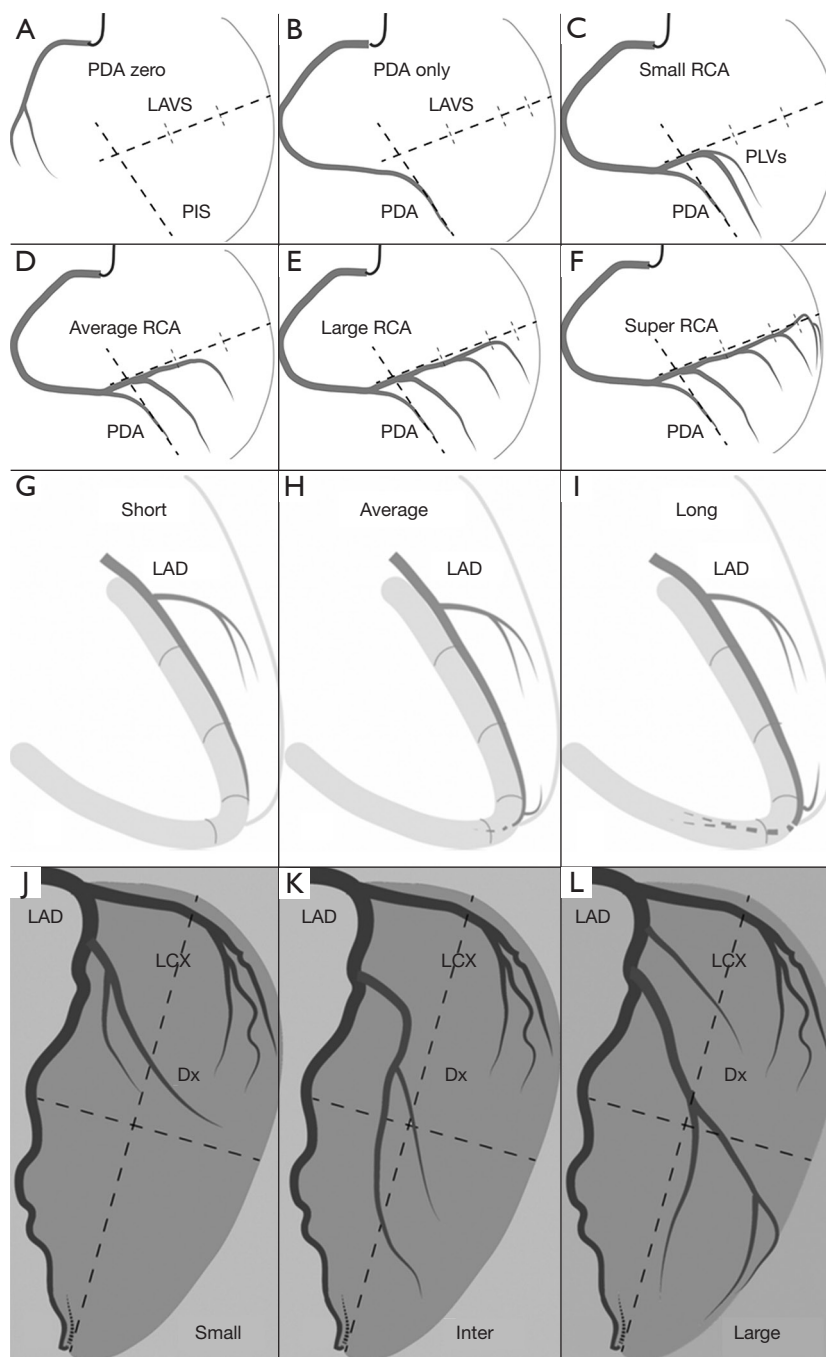 A
PDA zero
LAVS
PIS
B
PDA only
LAVS
PDA
C
Small RCA
PLVs
PDA
D
Average RCA
PDA
E
Large RCA
PDA
F
Super RCA
PDA
G
Short
LAD
H
Average
LAD
I
Long
LAD
J
LAD
LCX
Dx
Small
K
LAD
LCX
Dx
Inter
L
LAD
LCX
Dx
Large